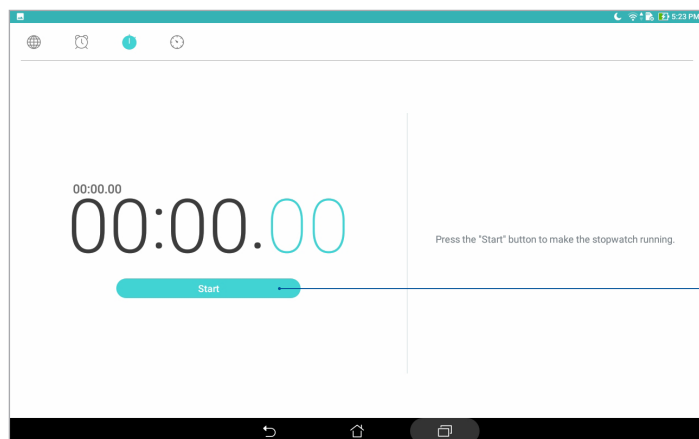 5:23 PM
00:00.00
00:00.00
Start
Press the "Start" button to make the stopwatch running.